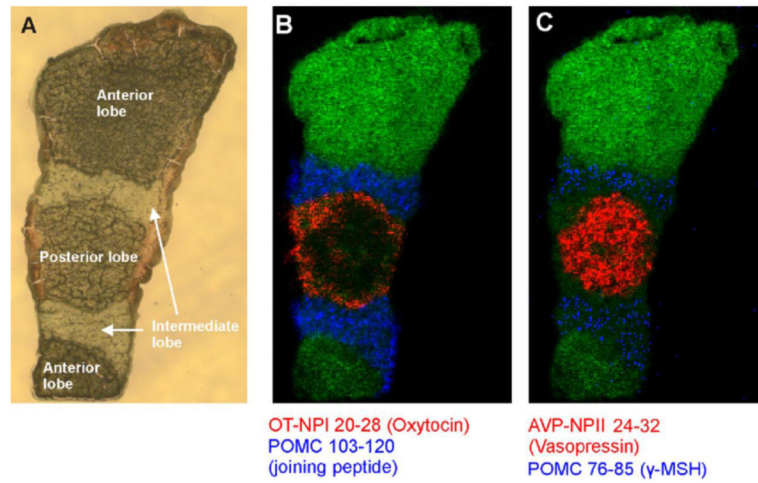 A
B
C
Anterior
lobe
Posterior lobe
Intermediate
lobe
Anterior
lobe
OT-NPI 20-28 (Oxytocin)
POMC 103-120
(joining peptide)
AVP-NPII 24-32
(Vasopressin)
POMC 76-85 (γ-MSH)